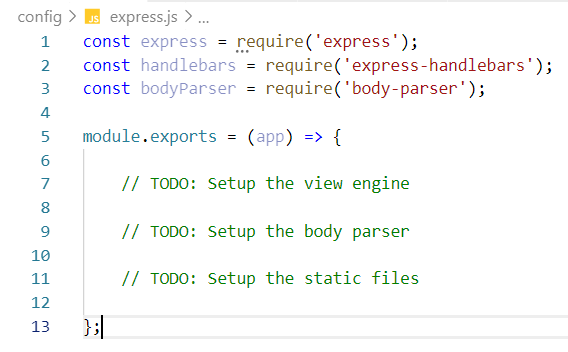 config > JS express.js > ...
1 const express = require('express');
2 const handlebars = require('express-handlebars');
3 const bodyParser = require('body-parser');
4
5 module.exports = (app) => {
6
7 // TODO: Setup the view engine
8
9 // TODO: Setup the body parser
10
11 // TODO: Setup the static files
12
13 };